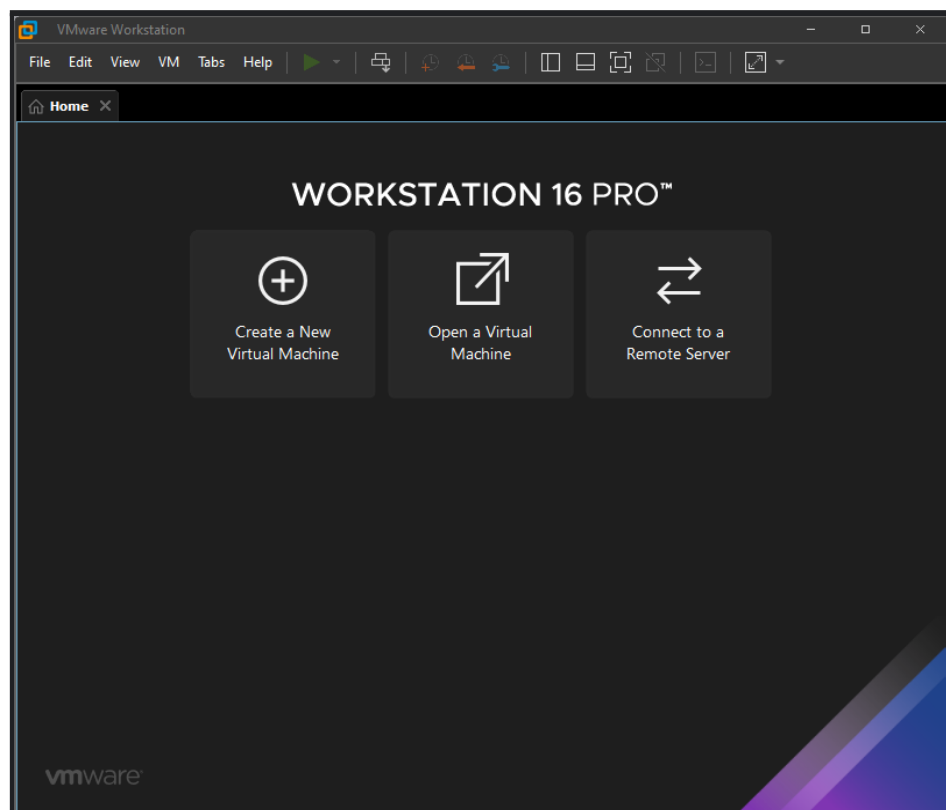 VMware Workstation
File Edit View VM Tabs Help
Home
WORKSTATION 16 PRO™
Create a New
Virtual Machine
Open a Virtual
Machine
Connect to a
Remote Server
vmware